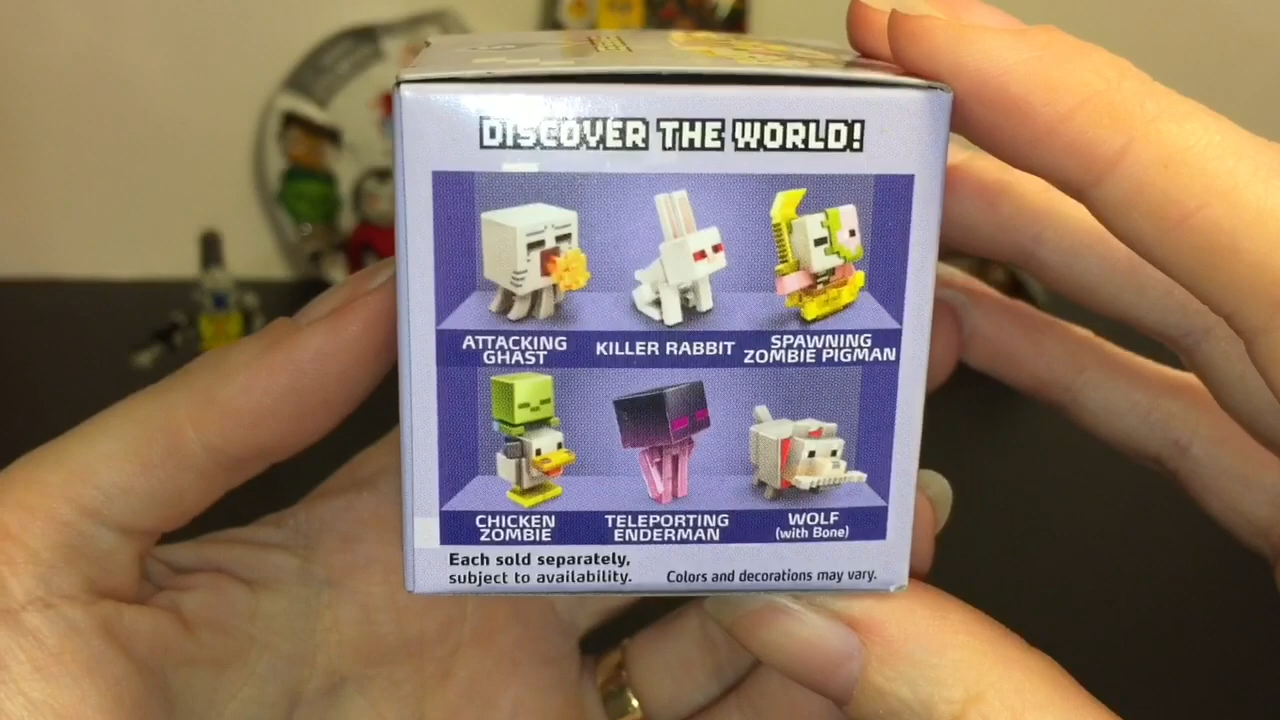 DISCOVER THE WORLD!
ATTACKING
GHAST
KILLER RABBIT
SPAWNING
ZOMBIE PIGMAN
CHICKEN
ZOMBIE
TELEPORTING
ENDERMAN
WOLF
(with Bone)
Each sold separately,
subject to availability.
Colors and decorations may vary.